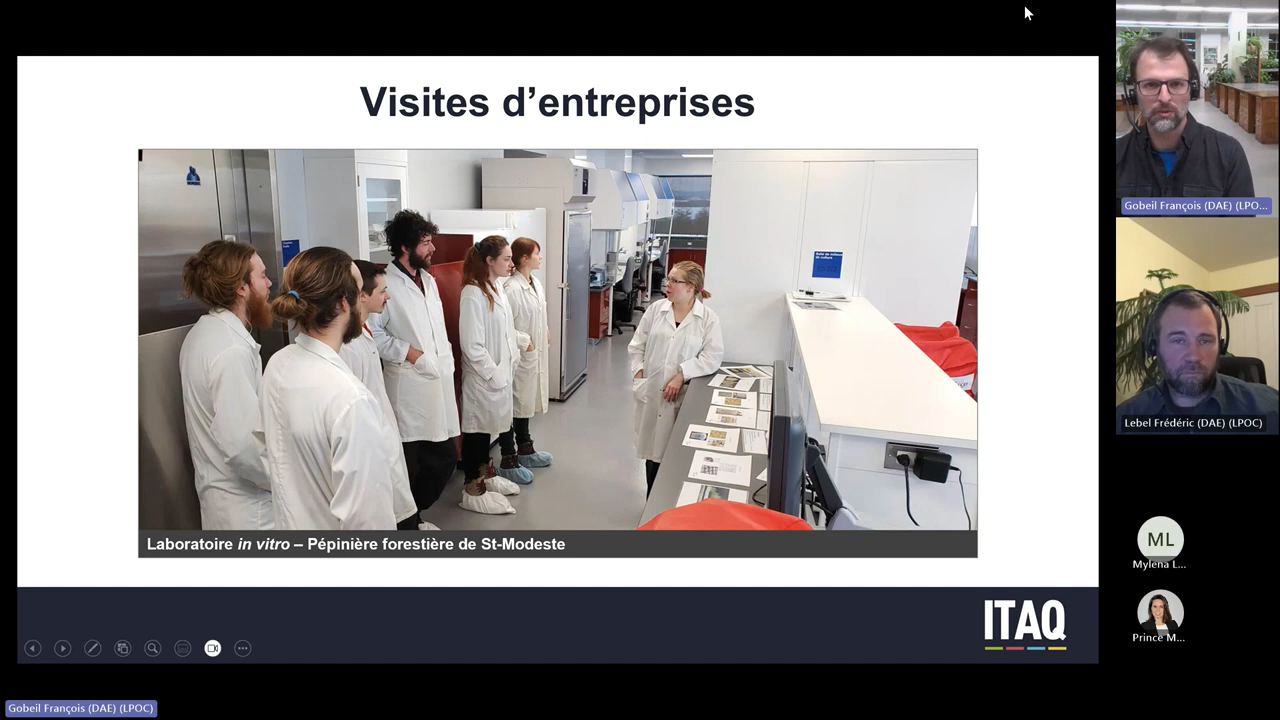 Visites d'entreprises
Laboratoire in vitro – Pépinière forestière de St-Modeste
ITAQ
Gobeil François (DAE) (LPO...
Lebel Frédéric (DAE) (LPOC)
ML
Mylena L...
Prince M...
Gobeil François (DAE) (LPOC)